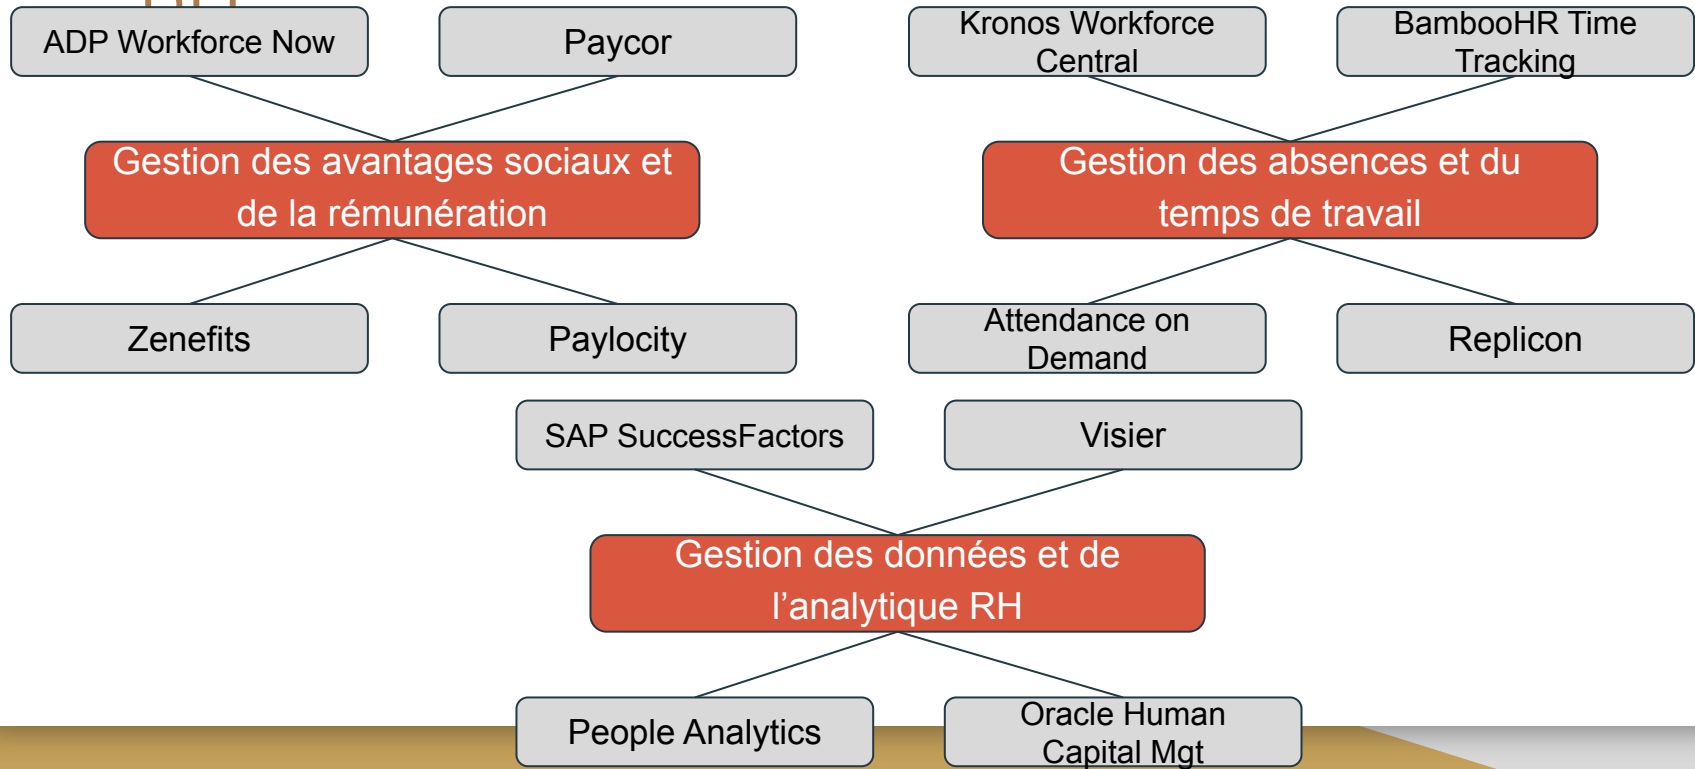 ADP Workforce Now
Paycor
Gestion des avantages sociaux et
de la rémunération
Zenefits
Paylocity
Kronos Workforce
Central
BambooHR Time
Tracking
Gestion des absences et du
temps de travail
Attendance on
Demand
Replicon
SAP SuccessFactors
Visier
Gestion des données et de
l’analytique RH
People Analytics
Oracle Human
Capital Mgt